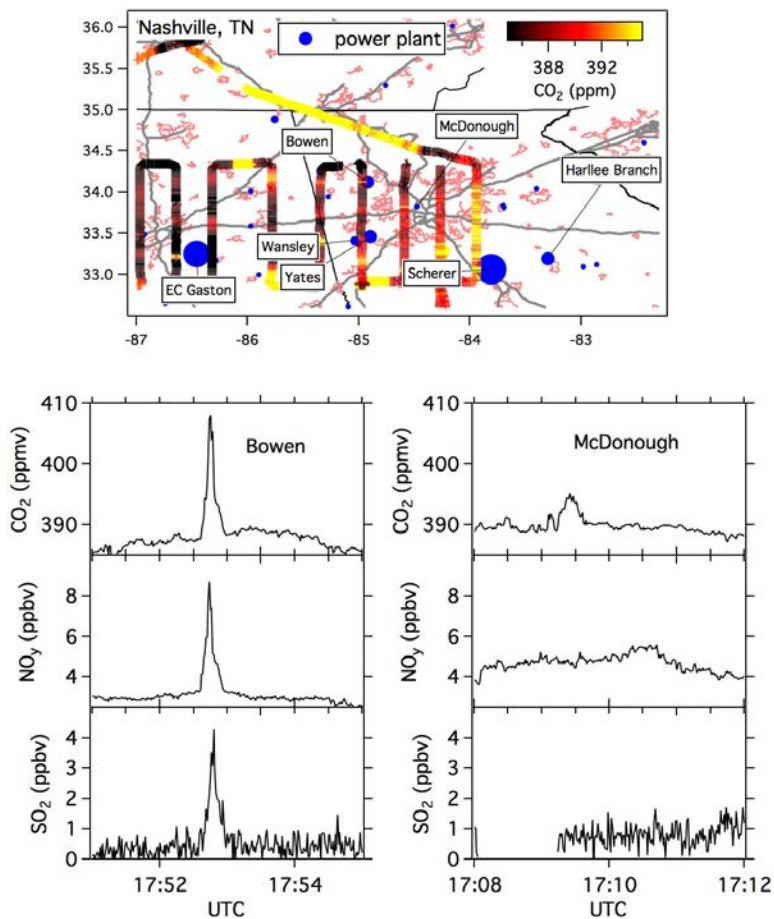 Nashville, TN
power plant
388 392
CO₂ (ppm)
36.0
35.5
35.0
34.5
34.0
33.5
33.0
Bowen
McDonough
Harllee Branch
Wansley
Yates
Scherer
EC Gaston
-87 -86 -85 -84 -83
410
400
390
CO₂ (ppmv)
Bowen
8
6
4
NOy (ppbv)
4
3
2
1
0
SO₂ (ppbv)
17:52 17:54
UTC
410
400
390
CO₂ (ppmv)
McDonough
8
6
4
NOy (ppbv)
4
3
2
1
0
SO₂ (ppbv)
17:08 17:10 17:12
UTC